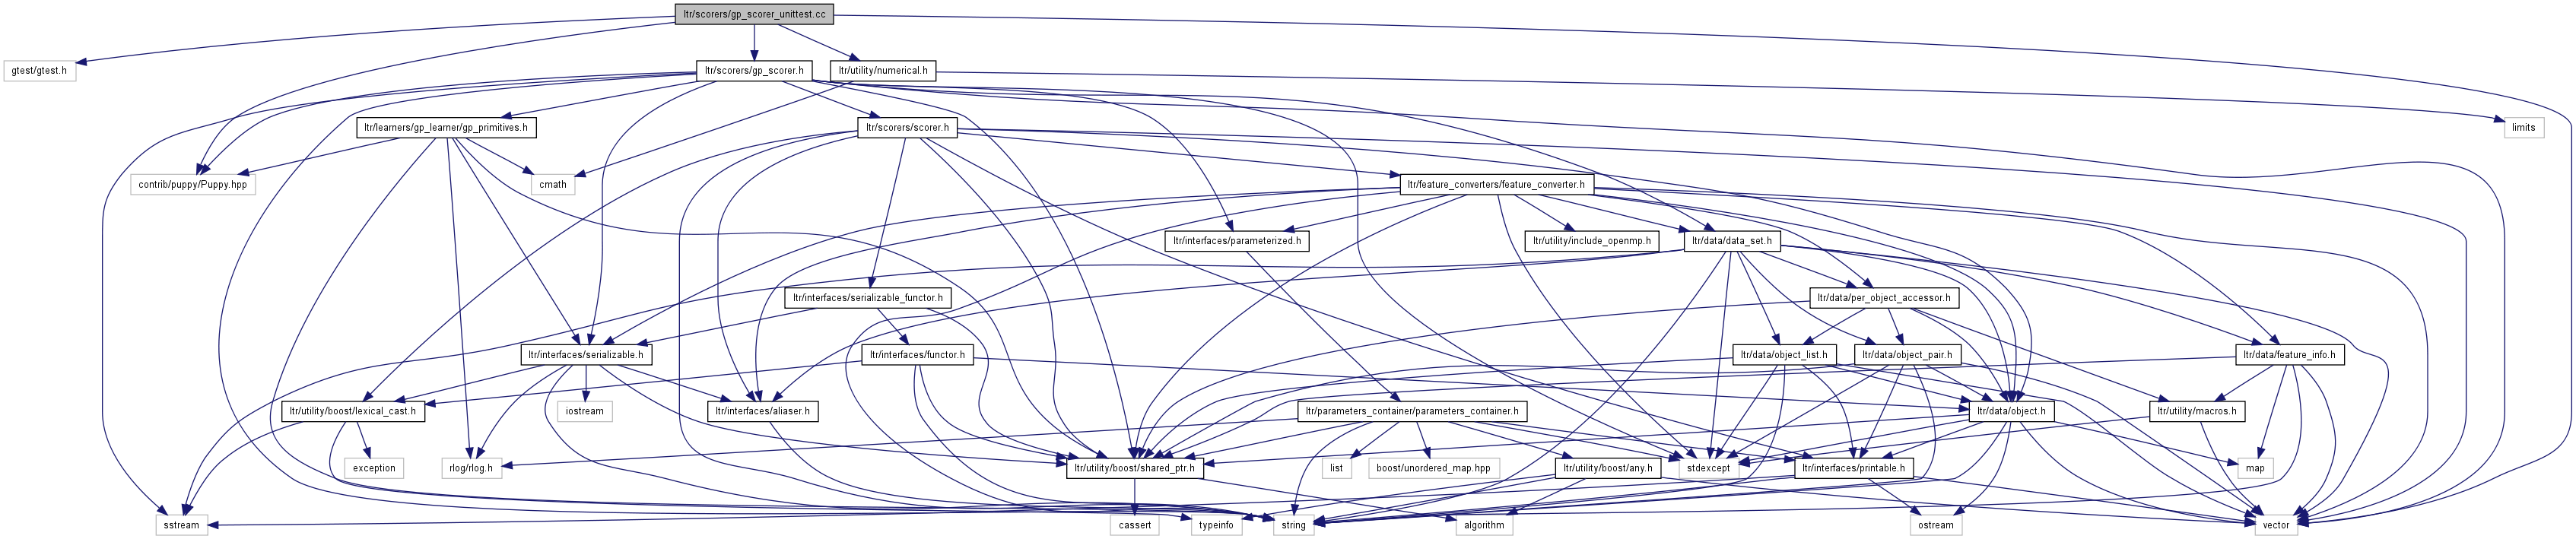 ltr/scorers/gp_scorer_unittest.cc
gtest/gtest.h
ltr/scorers/gp_scorer.h
ltr/utility/numerical.h
ltr/learners/gp_learner/gp_primitives.h
ltr/scorers/scorer.h
limits
contrib/puppy/Puppy.hpp
cmath
ltr/feature_converters/feature_converter.h
ltr/interfaces/parameterized.h
ltr/utility/include_openmp.h
ltr/data/data_set.h
ltr/interfaces/serializable_functor.h
ltr/data/per_object_accessor.h
ltr/interfaces/serializable.h
ltr/interfaces/functor.h
ltr/data/object_list.h
ltr/data/object_pair.h
ltr/data/feature_info.h
ltr/utility/boost/lexical_cast.h
iostream
ltr/interfaces/aliaser.h
ltr/parameters_container/parameters_container.h
ltr/data/object.h
ltr/utility/macros.h
exception
rlog/rlog.h
ltr/utility/boost/shared_ptr.h
list
boost/unordered_map.hpp
ltr/utility/boost/any.h
stdexcept
ltr/interfaces/printable.h
map
sstream
cassert
typeinfo
string
algorithm
ostream
vector